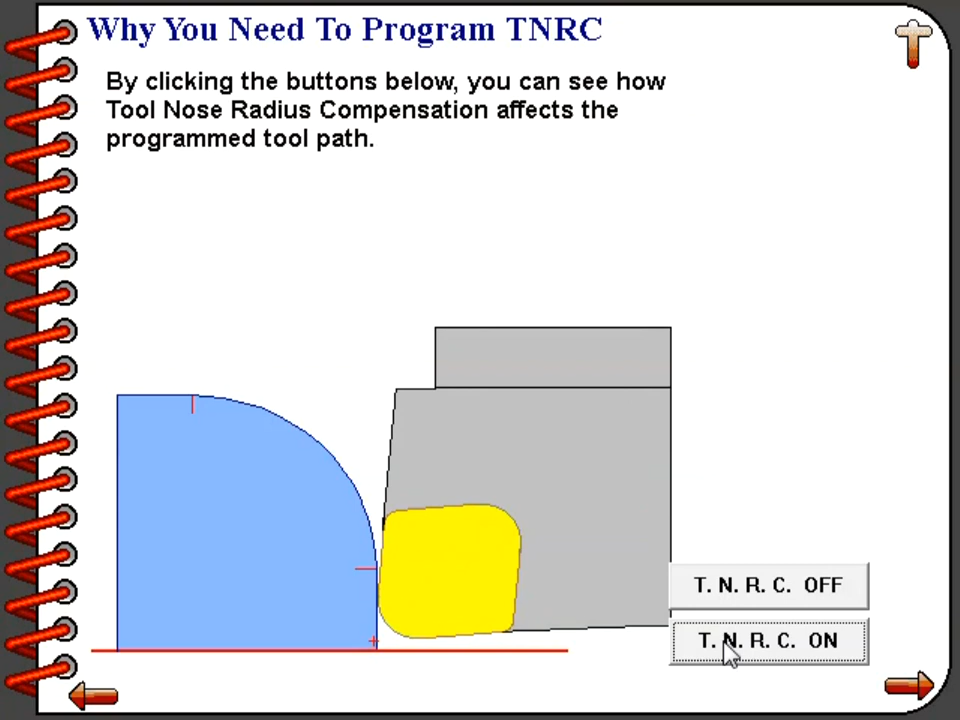 Why You Need To Program TNRC
By clicking the buttons below, you can see how
Tool Nose Radius Compensation affects the
programmed tool path.
T. N. R. C. OFF
T. N. R. C. ON